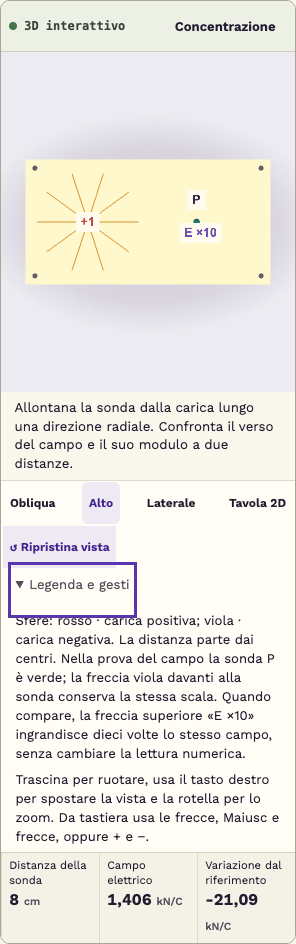 3D interattivo
Concentrazione
+1
P
E ×10
Allontana la sonda dalla carica lungo
una direzione radiale. Confronta il verso
del campo e il suo modulo a due
distanze.
Obliqua
Alto
Laterale
Tavola 2D
↺ Ripristina vista
▼ Legenda e gesti
Sfere: rosso · carica positiva; viola ·
carica negativa. La distanza parte dai
centri. Nella prova del campo la sonda P
è verde; la freccia viola davanti alla
sonda conserva la stessa scala. Quando
compare, la freccia superiore «E ×10»
ingrandisce dieci volte lo stesso campo,
senza cambiare la lettura numerica.
Trascina per ruotare, usa il tasto destro
per spostare la vista e la rotella per lo
zoom. Da tastiera usa le frecce, Maiusc e
frecce, oppure + e −.
Distanza della
sonda
8 cm
Campo
elettrico
1,406 kN/C
Variazione dal
riferimento
-21,09
kN/C